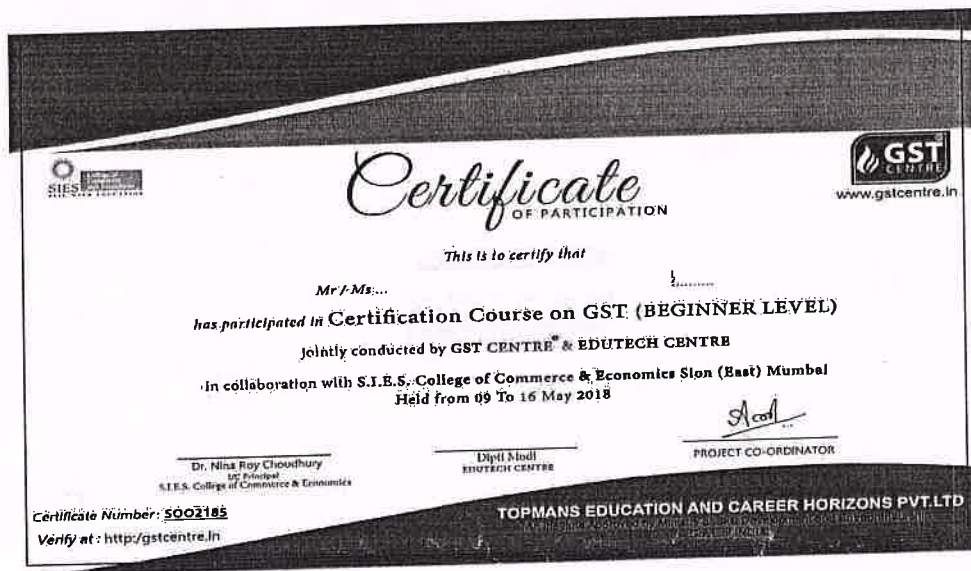 SIES
GST
CENTRE
www.gstcentre.in
Certificate
OF PARTICIPATION
This is to certify that
Mr / Ms....
has participated in Certification Course on GST (BEGINNER LEVEL)
Jointly conducted by GST CENTRE® & EDUTECH CENTRE
in collaboration with S.I.E.S. College of Commerce & Economics Sion (East) Mumbai
Held from 09 To 16 May 2018
Dr. Nina Roy Choudhury
I/C Principal
S.I.E.S. College of Commerce & Economics
Dipti Modi
EDUTECH CENTRE
PROJECT CO-ORDINATOR
Certificate Number: SOO2185
Verify at : http:/gstcentre.in
TOPMANS EDUCATION AND CAREER HORIZONS PVT.LTD